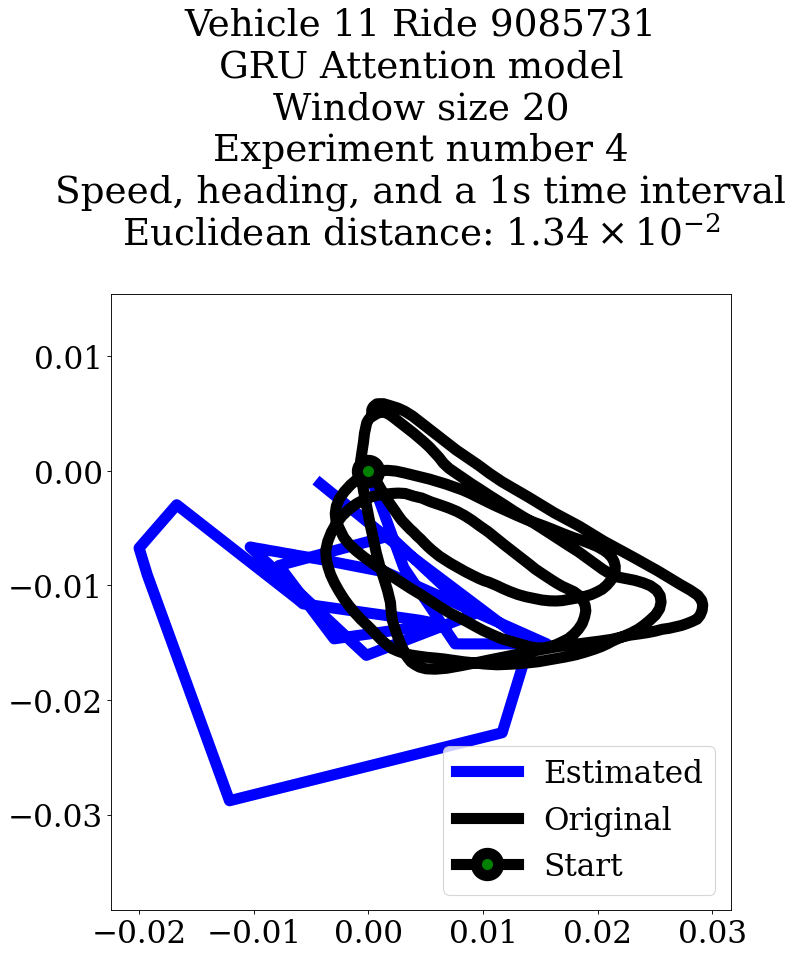 Vehicle 11 Ride 9085731
GRU Attention model
Window size 20
Experiment number 4
Speed, heading, and a 1s time interval
Euclidean distance: 1.34 × 10⁻²
0.01
0.00
−0.01
−0.02
−0.03
Estimated
Original
Start
−0.02 −0.01 0.00 0.01 0.02 0.03